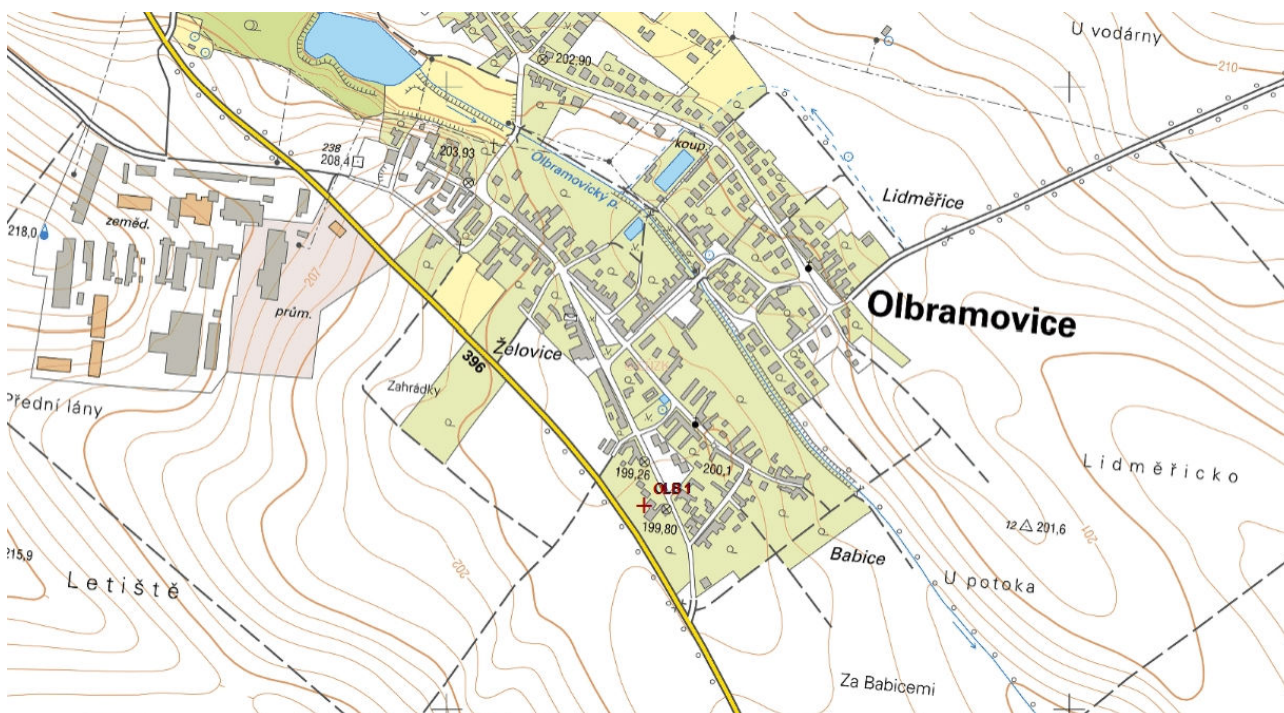 U vodárny
202,90
210
koup.
238
208,4
203,93
Olbramovický p.
Lidměřice
zeměd.
218,0
207
prům.
Olbramovice
Želovice
396
Zahrádky
Přední lány
Lidměřicko
199,26
200,1
OLB 1
199,80
12
201,6
201
215,9
202
Babice
Letiště
U potoka
Za Babicemi